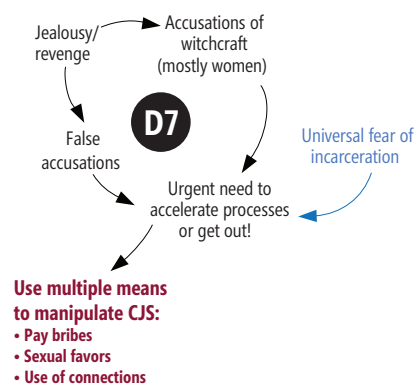 Jealousy/
revenge
Accusations of
witchcraft
(mostly women)
D7
False
accusations
Universal fear of
incarceration
Urgent need to
accelerate processes
or get out!
Use multiple means
to manipulate CJS:
• Pay bribes
• Sexual favors
• Use of connections